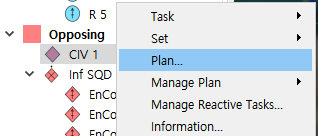 R 5
Opposing
CIV 1
Inf SQD
EnCo
EnCo
EnCo
Task
Set
Plan...
Manage Plan
Manage Reactive Tasks...
Information...